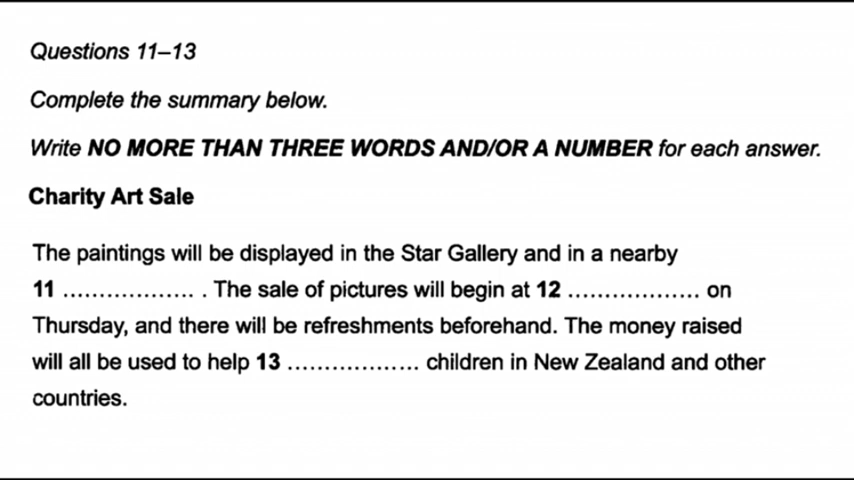 Questions 11–13
Complete the summary below.
Write NO MORE THAN THREE WORDS AND/OR A NUMBER for each answer.
Charity Art Sale
The paintings will be displayed in the Star Gallery and in a nearby
11 .................. . The sale of pictures will begin at 12 .................. on
Thursday, and there will be refreshments beforehand. The money raised
will all be used to help 13 .................. children in New Zealand and other
countries.